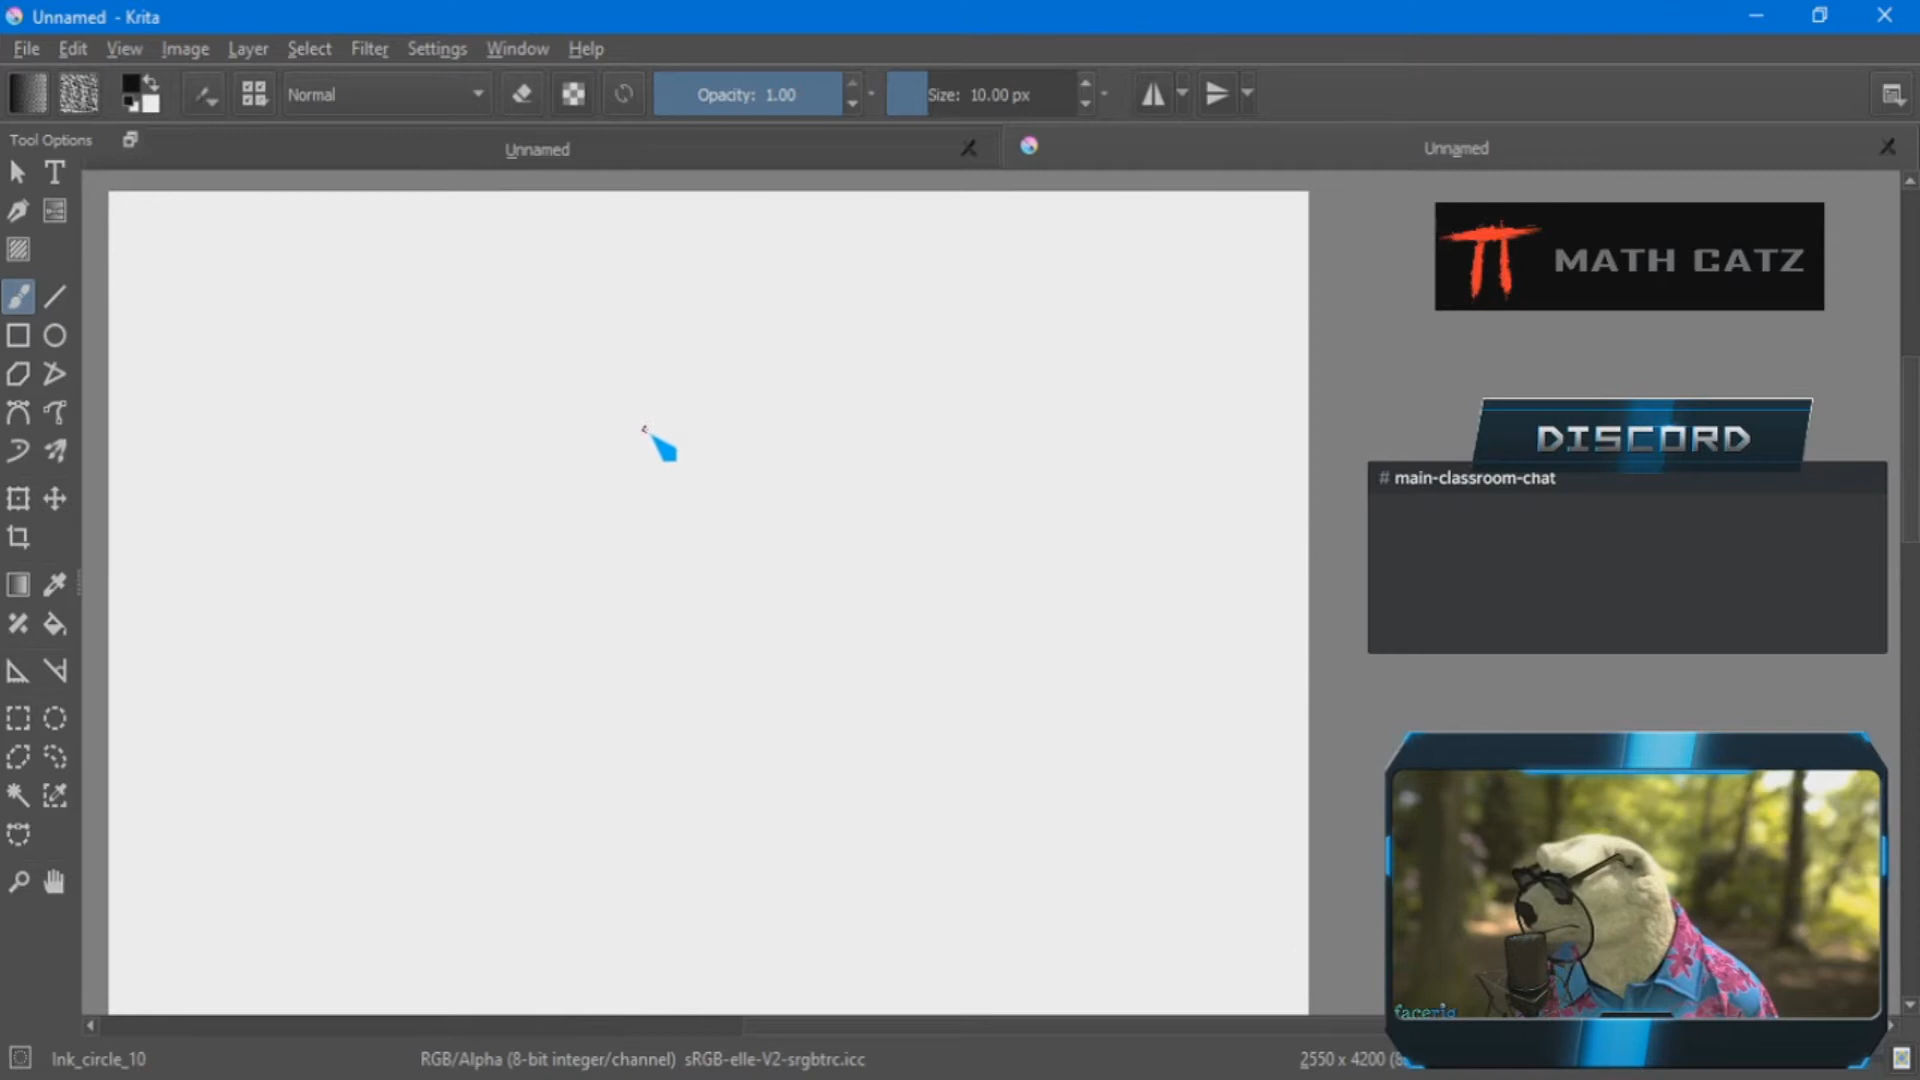 Unnamed - Krita
File Edit View Image Layer Select Filter Settings Window Help
Normal
Opacity: 1.00
Size: 10.00 px
Tool Options
Unnamed
Unnamed
π MATH CATZ
DISCORD
# main-classroom-chat
facerig
Ink_circle_10
RGB/Alpha (8-bit integer/channel) sRGB-elle-V2-srgbtrc.icc
2550 x 4200